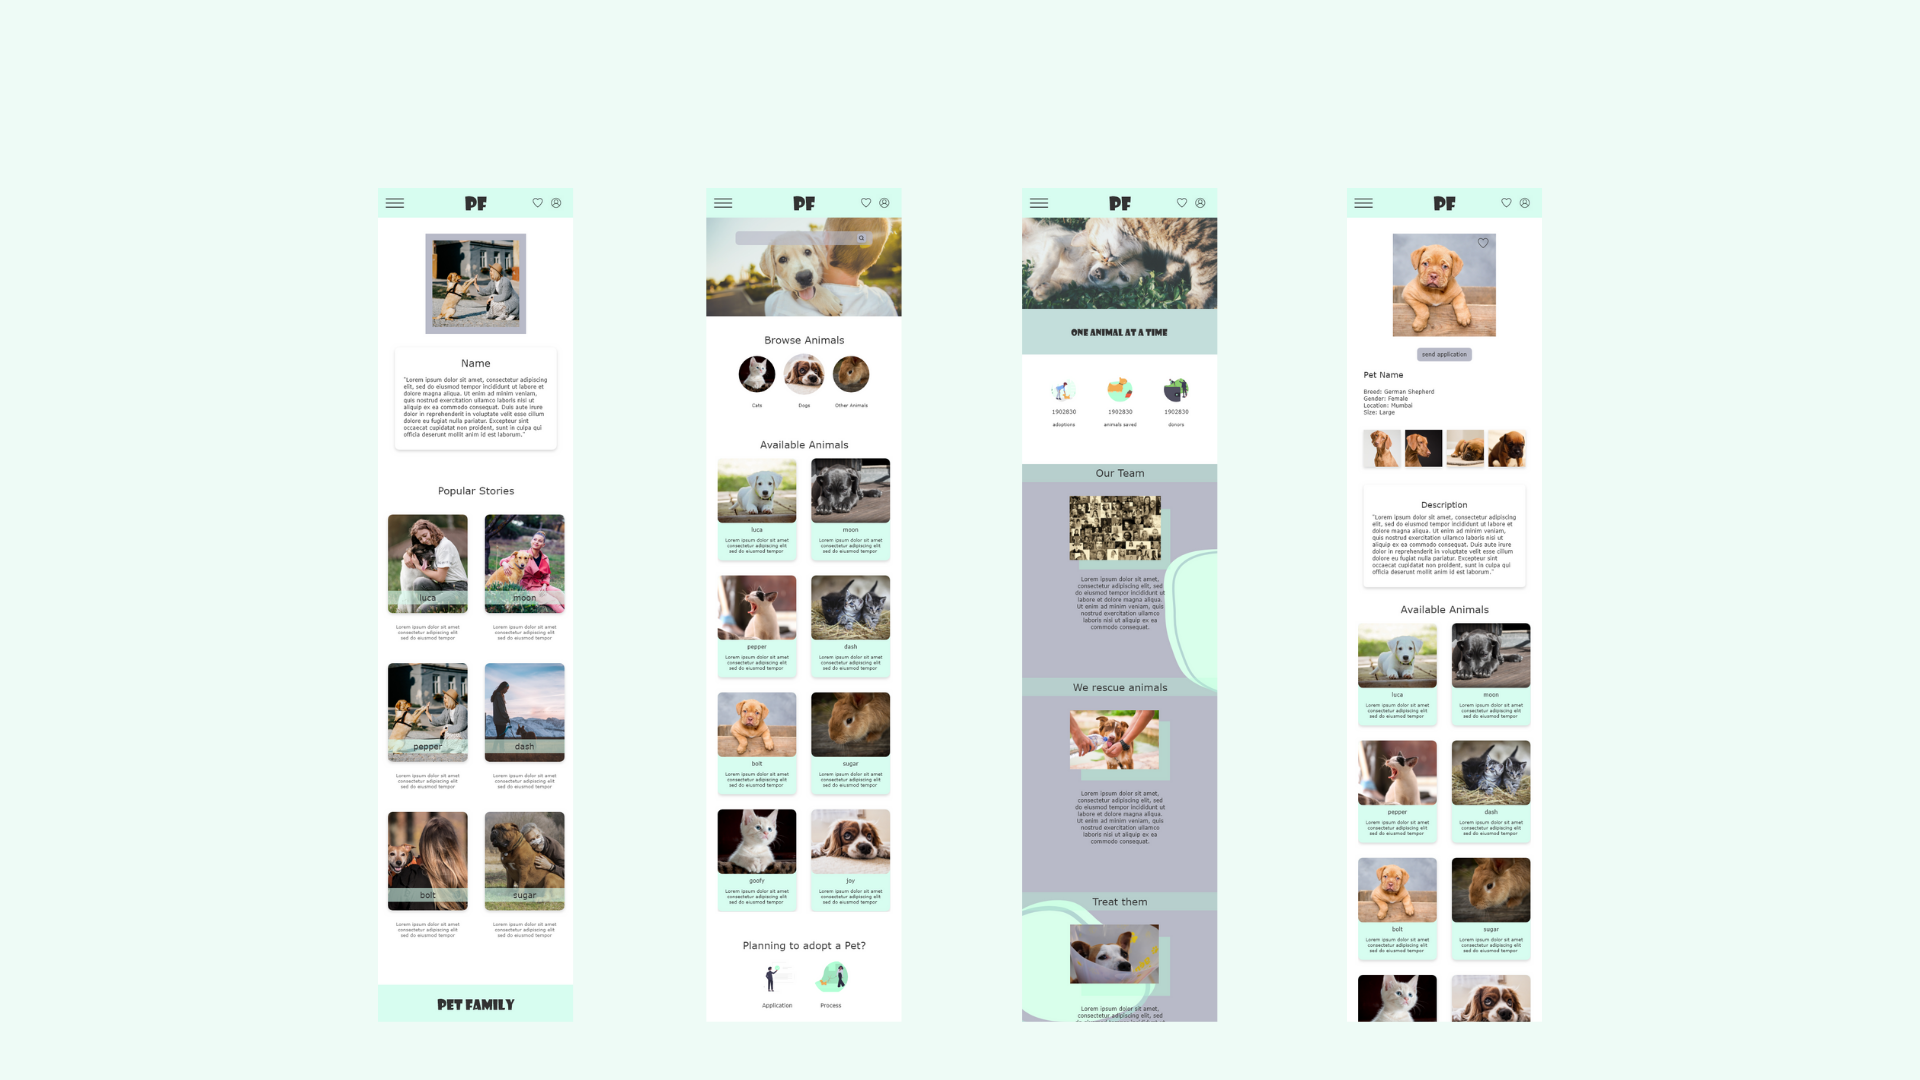 PF
Name
"Lorem ipsum dolor sit amet, consectetur adipiscing
elit, sed do eiusmod tempor incididunt ut labore et
dolore magna aliqua. Ut enim ad minim veniam,
quis nostrud exercitation ullamco laboris nisi ut
aliquip ex ea commodo consequat. Duis aute irure
dolor in reprehenderit in voluptate velit esse cillum
dolore eu fugiat nulla pariatur. Excepteur sint
occaecat cupidatat non proident, sunt in culpa qui
officia deserunt mollit anim id est laborum."
Popular Stories
luca
moon
Lorem ipsum dolor sit amet
consectetur adipiscing elit
sed do eiusmod tempor
Lorem ipsum dolor sit amet
consectetur adipiscing elit
sed do eiusmod tempor
pepper
dash
Lorem ipsum dolor sit amet
consectetur adipiscing elit
sed do eiusmod tempor
Lorem ipsum dolor sit amet
consectetur adipiscing elit
sed do eiusmod tempor
bolt
sugar
Lorem ipsum dolor sit amet
consectetur adipiscing elit
sed do eiusmod tempor
Lorem ipsum dolor sit amet
consectetur adipiscing elit
sed do eiusmod tempor
PET FAMILY
PF
Browse Animals
Cats
Dogs
Other Animals
Available Animals
luca
moon
Lorem ipsum dolor sit amet
consectetur adipiscing elit
sed do eiusmod tempor
Lorem ipsum dolor sit amet
consectetur adipiscing elit
sed do eiusmod tempor
pepper
dash
Lorem ipsum dolor sit amet
consectetur adipiscing elit
sed do eiusmod tempor
Lorem ipsum dolor sit amet
consectetur adipiscing elit
sed do eiusmod tempor
bolt
sugar
Lorem ipsum dolor sit amet
consectetur adipiscing elit
sed do eiusmod tempor
Lorem ipsum dolor sit amet
consectetur adipiscing elit
sed do eiusmod tempor
goofy
joy
Lorem ipsum dolor sit amet
consectetur adipiscing elit
sed do eiusmod tempor
Lorem ipsum dolor sit amet
consectetur adipiscing elit
sed do eiusmod tempor
Planning to adopt a Pet?
Application
Process
PF
ONE ANIMAL AT A TIME
1902830
1902830
1902830
adoptions
animals saved
donors
Our Team
Lorem ipsum dolor sit amet,
consectetur adipiscing elit, sed
do eiusmod tempor incididunt ut
labore et dolore magna aliqua.
Ut enim ad minim veniam, quis
nostrud exercitation ullamco
laboris nisi ut aliquip ex ea
commodo consequat.
We rescue animals
Lorem ipsum dolor sit amet,
consectetur adipiscing elit, sed
do eiusmod tempor incididunt ut
labore et dolore magna aliqua.
Ut enim ad minim veniam, quis
nostrud exercitation ullamco
laboris nisi ut aliquip ex ea
commodo consequat.
Treat them
Lorem ipsum dolor sit amet,
consectetur adipiscing elit, sed
PF
send application
Pet Name
Breed: German Shepherd
Gender: Female
Location: Mumbai
Size: Large
Description
"Lorem ipsum dolor sit amet, consectetur adipiscing
elit, sed do eiusmod tempor incididunt ut labore et
dolore magna aliqua. Ut enim ad minim veniam,
quis nostrud exercitation ullamco laboris nisi ut
aliquip ex ea commodo consequat. Duis aute irure
dolor in reprehenderit in voluptate velit esse cillum
dolore eu fugiat nulla pariatur. Excepteur sint
occaecat cupidatat non proident, sunt in culpa qui
officia deserunt mollit anim id est laborum."
Available Animals
luca
moon
Lorem ipsum dolor sit amet
consectetur adipiscing elit
sed do eiusmod tempor
Lorem ipsum dolor sit amet
consectetur adipiscing elit
sed do eiusmod tempor
pepper
dash
Lorem ipsum dolor sit amet
consectetur adipiscing elit
sed do eiusmod tempor
Lorem ipsum dolor sit amet
consectetur adipiscing elit
sed do eiusmod tempor
bolt
sugar
Lorem ipsum dolor sit amet
consectetur adipiscing elit
sed do eiusmod tempor
Lorem ipsum dolor sit amet
consectetur adipiscing elit
sed do eiusmod tempor